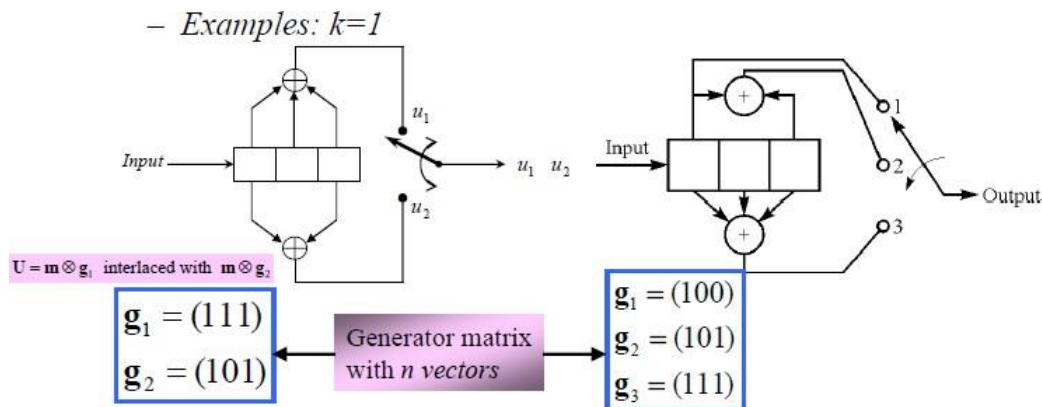 – Examples: k=1
Input
u₁
u₂
u₁ u₂
U = m ⊗ g₁ interlaced with m ⊗ g₂
g₁ = (111)
g₂ = (101)
Generator matrix
with n vectors
+
Input
+
1
2
3
Output
g₁ = (100)
g₂ = (101)
g₃ = (111)